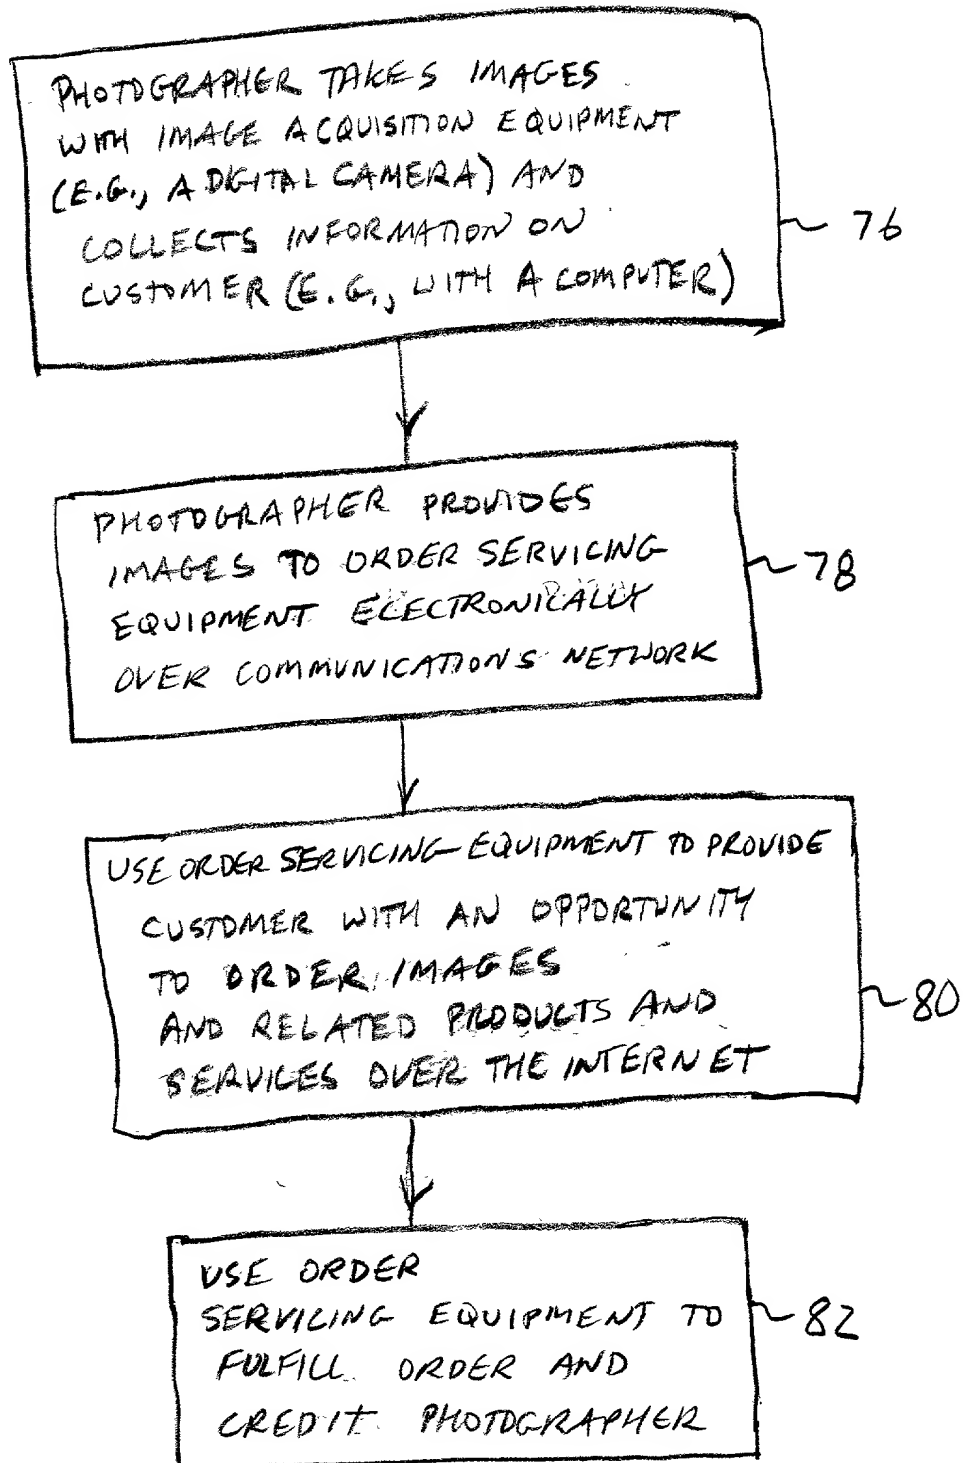 PHOTOGRAPHER TAKES IMAGES
WITH IMAGE ACQUISITION EQUIPMENT
(E.G., A DIGITAL CAMERA) AND
COLLECTS INFORMATION ON
CUSTOMER (E.G., WITH A COMPUTER)
76
PHOTOGRAPHER PROVIDES
IMAGES TO ORDER SERVICING
EQUIPMENT ELECTRONICALLY
OVER COMMUNICATIONS NETWORK
78
USE ORDER SERVICING EQUIPMENT TO PROVIDE
CUSTOMER WITH AN OPPORTUNITY
TO ORDER IMAGES
AND RELATED PRODUCTS AND
SERVICES OVER THE INTERNET
80
USE ORDER
SERVICING EQUIPMENT TO
FULFILL ORDER AND
CREDIT PHOTOGRAPHER
82